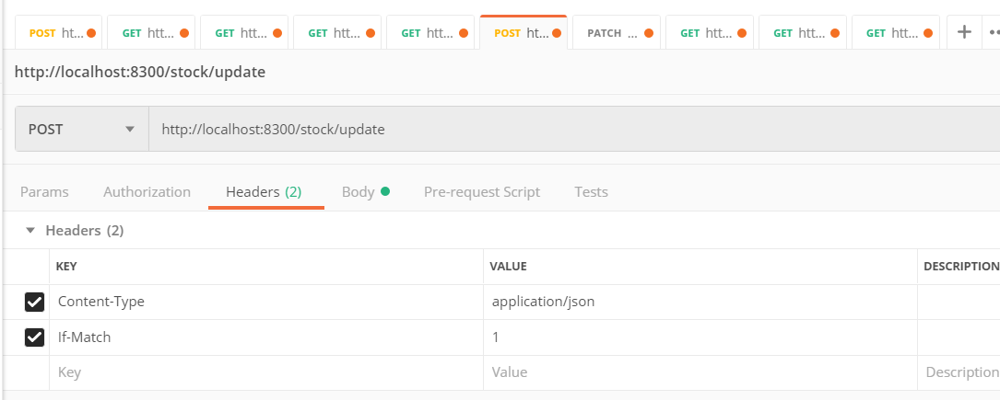 POST htt... GET htt... GET htt... GET htt... GET htt... POST ht... PATCH ... GET htt... GET htt... GET htt...
http://localhost:8300/stock/update
POST http://localhost:8300/stock/update
Params Authorization Headers (2) Body Pre-request Script Tests
Headers (2)
KEY VALUE DESCRIPTION
Content-Type application/json
If-Match 1
Key Value Description